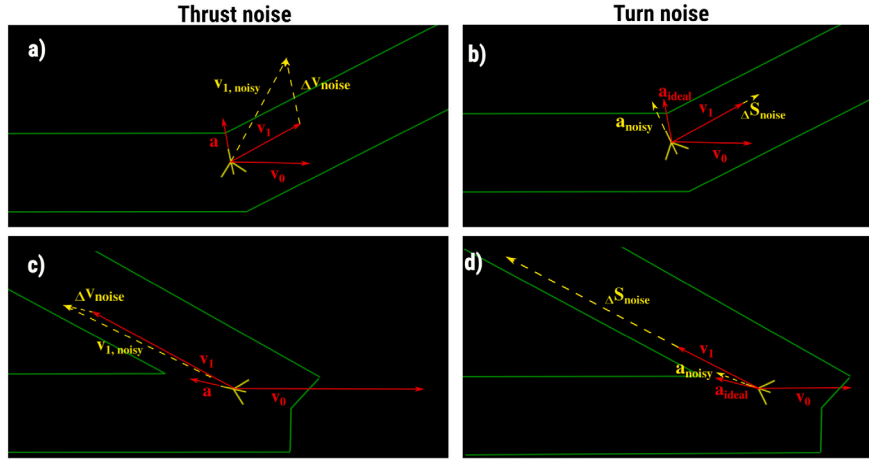 Thrust noise
Turn noise
a)
v1, noisy
ΔVnoise
v1
a
v0
b)
aideal
v1
anoisy
ΔSnoise
v0
c)
ΔVnoise
v1, noisy
v1
a
v0
d)
ΔSnoise
v1
anoisy
aideal
v0